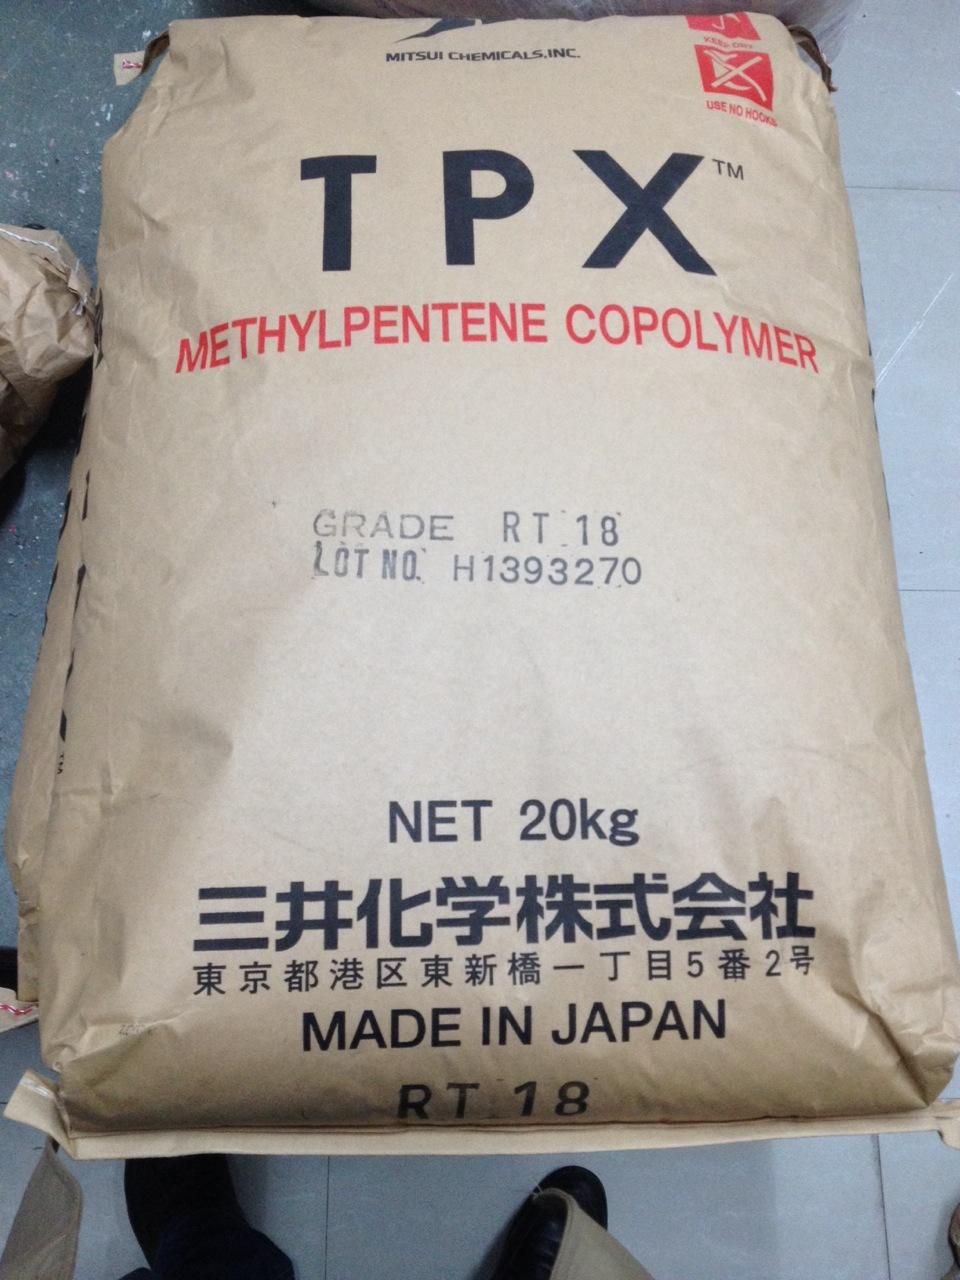 MITSUI CHEMICALS,INC.
KEEP DRY
USE NO HOOKS
TPX™
METHYLPENTENE COPOLYMER
GRADE RT 18
LOT NO. H1393270
NET 20kg
三井化学株式会社
東京都港区東新橋一丁目5番2号
MADE IN JAPAN
RT 18